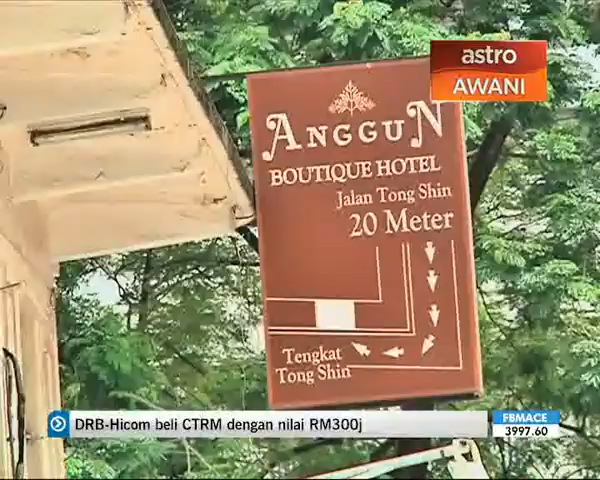 astro
AWANI
ANGGUN
BOUTIQUE HOTEL
Jalan Tong Shin
20 Meter
Tengkat
Tong Shin
DRB-Hicom beli CTRM dengan nilai RM300j
FBMACE
3997.60